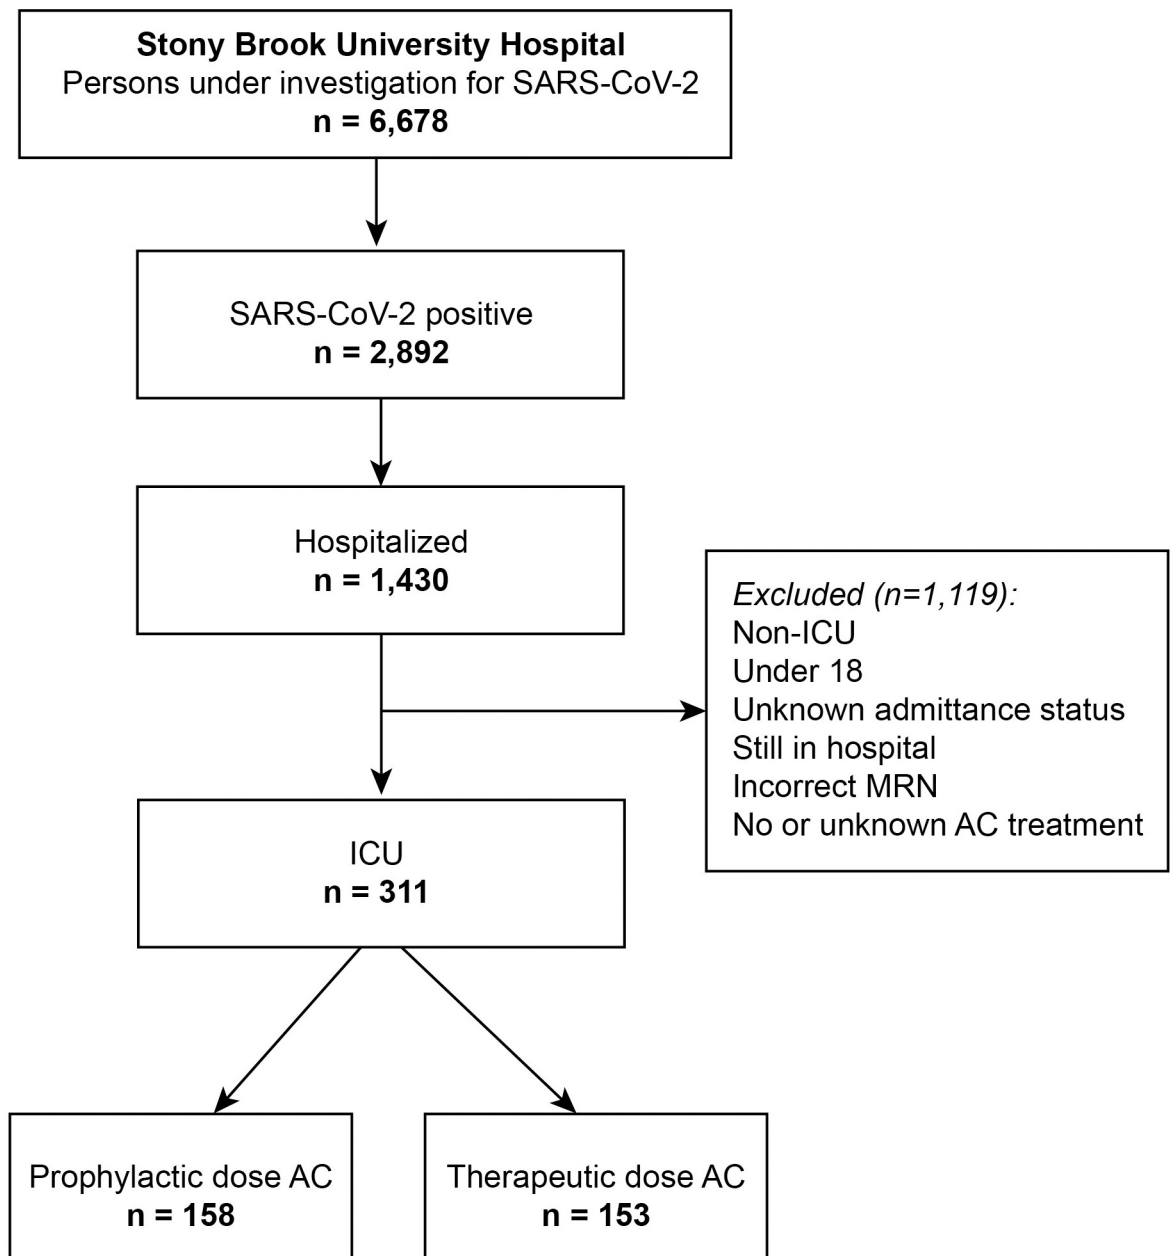 Stony Brook University Hospital
Persons under investigation for SARS-CoV-2
n = 6,678
SARS-CoV-2 positive
n = 2,892
Hospitalized
n = 1,430
Excluded (n=1,119):
Non-ICU
Under 18
Unknown admittance status
Still in hospital
Incorrect MRN
No or unknown AC treatment
ICU
n = 311
Prophylactic dose AC
n = 158
Therapeutic dose AC
n = 153